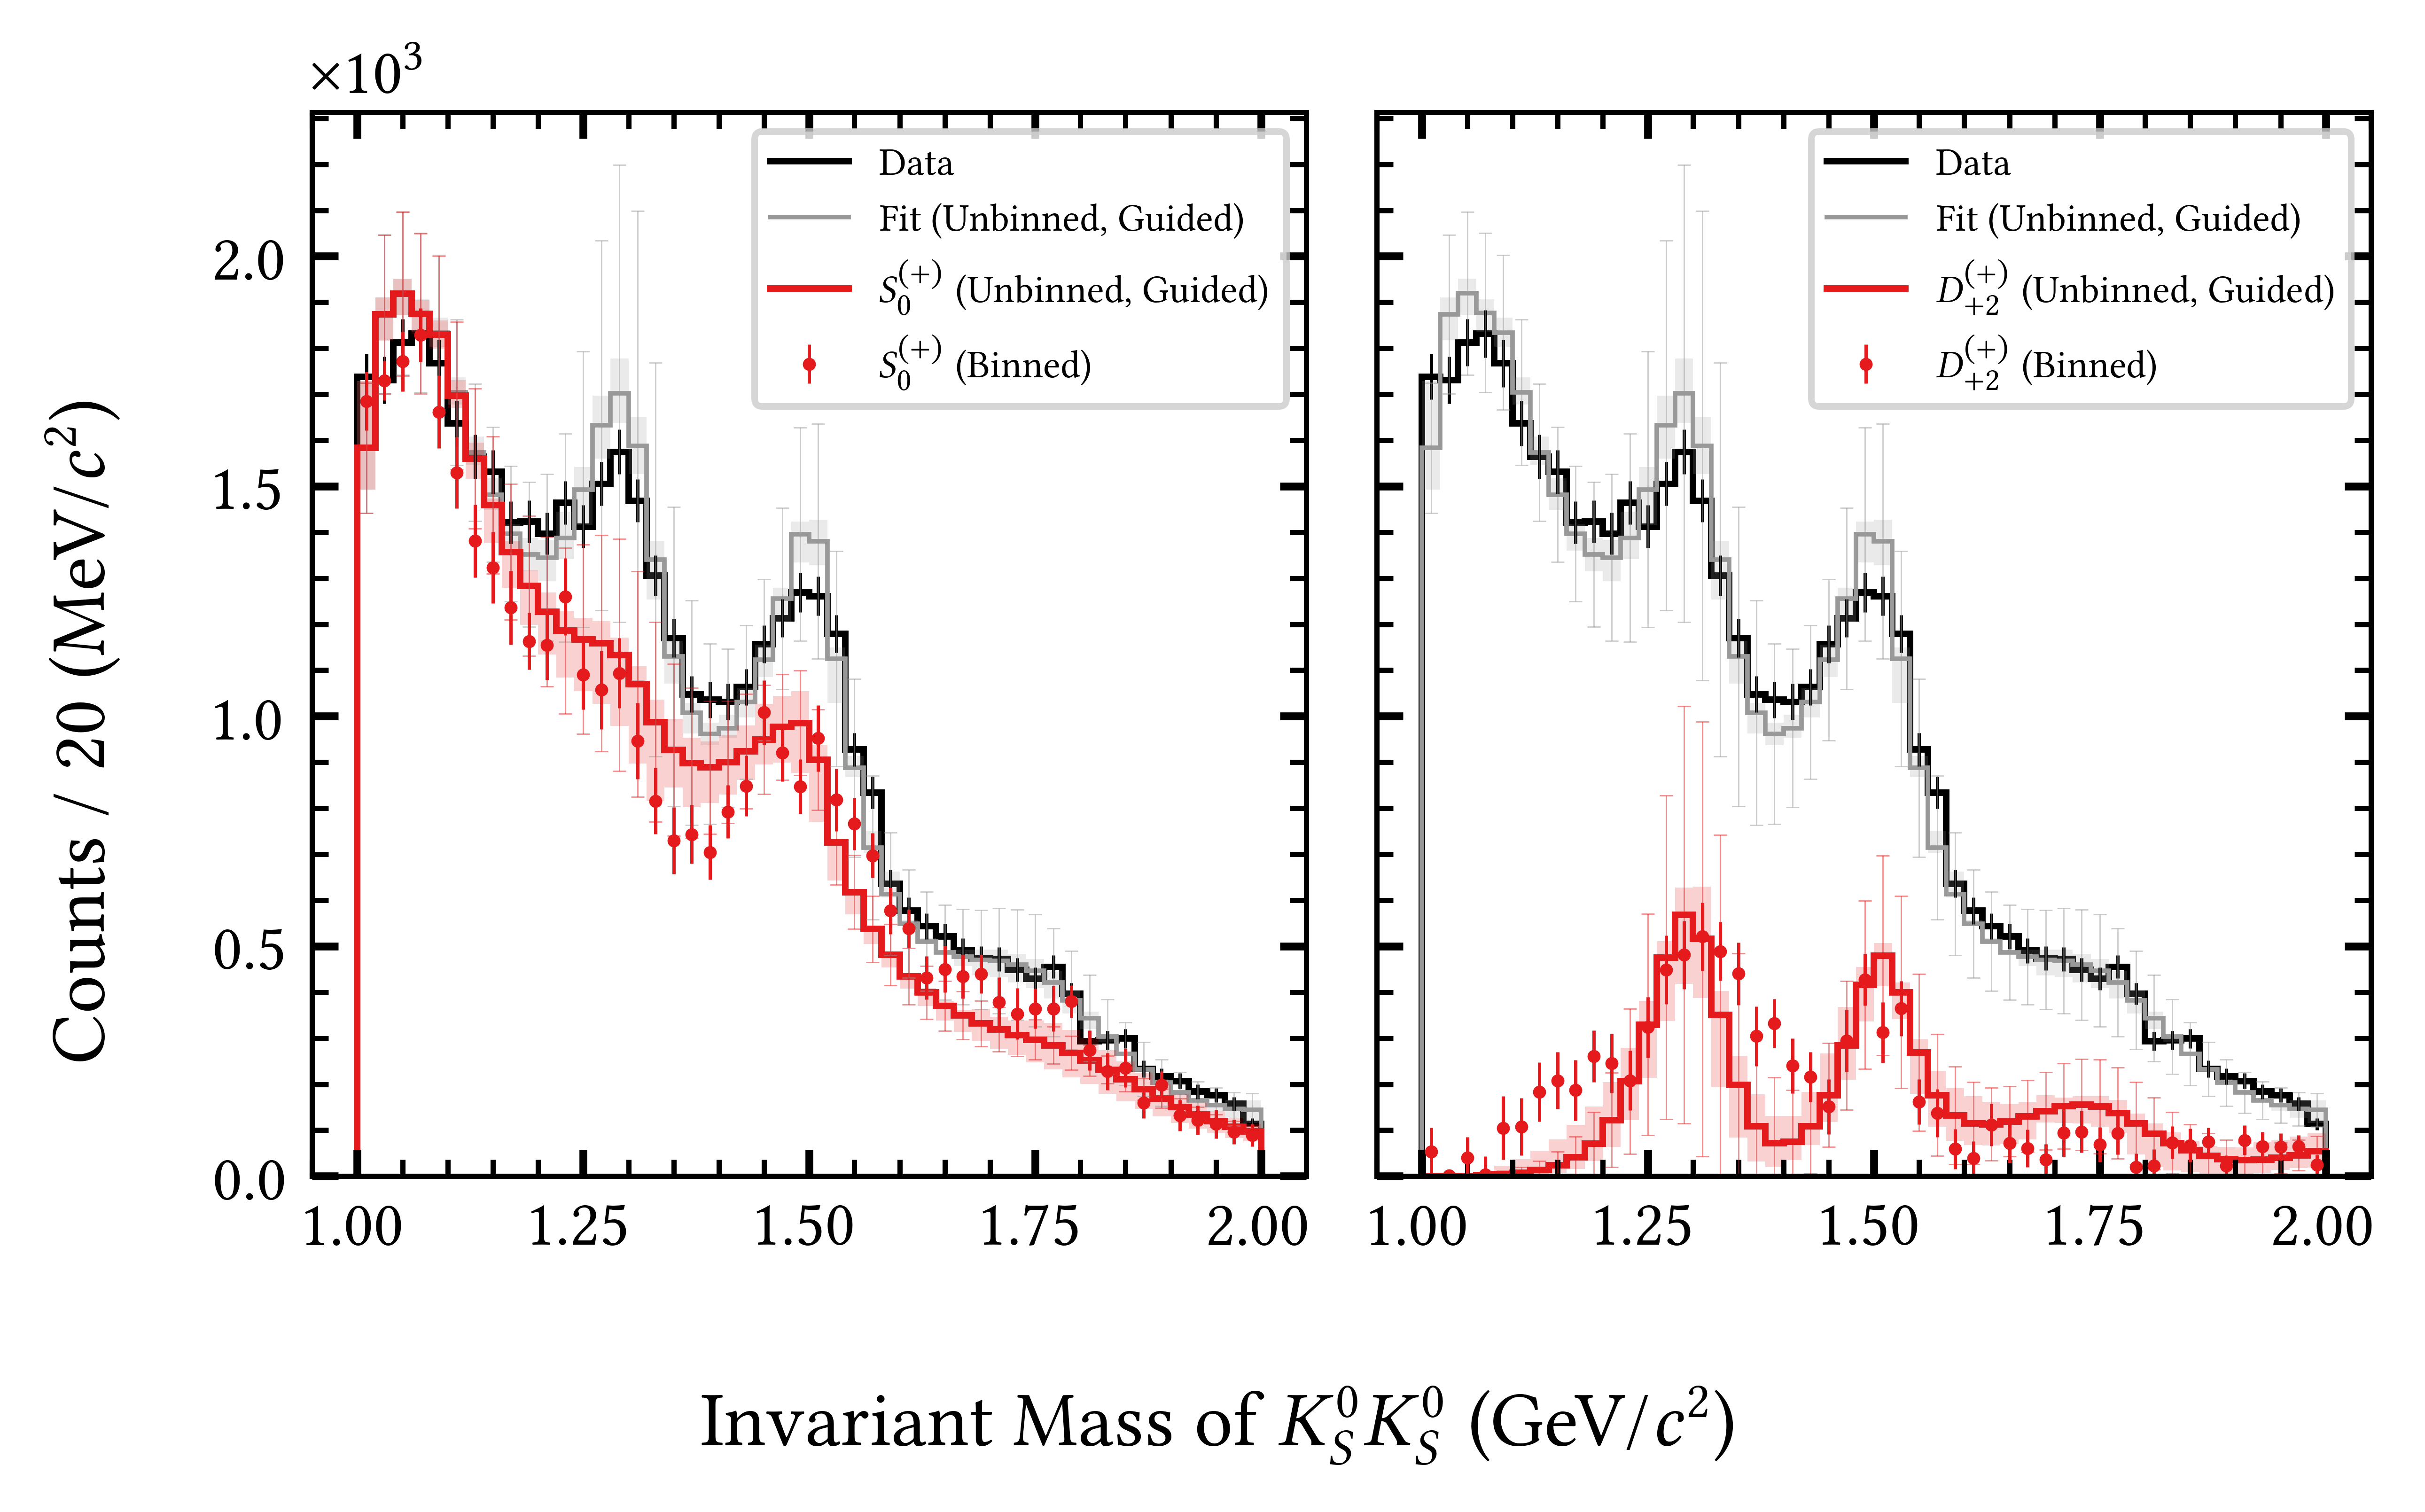 ×10³
Counts / 20 (MeV/c²)
2.0
1.5
1.0
0.5
0.0
Data
Fit (Unbinned, Guided)
S₀⁽⁺⁾ (Unbinned, Guided)
S₀⁽⁺⁾ (Binned)
1.00 1.25 1.50 1.75 2.00
Data
Fit (Unbinned, Guided)
D₊₂⁽⁺⁾ (Unbinned, Guided)
D₊₂⁽⁺⁾ (Binned)
1.00 1.25 1.50 1.75 2.00
Invariant Mass of K_S⁰K_S⁰ (GeV/c²)